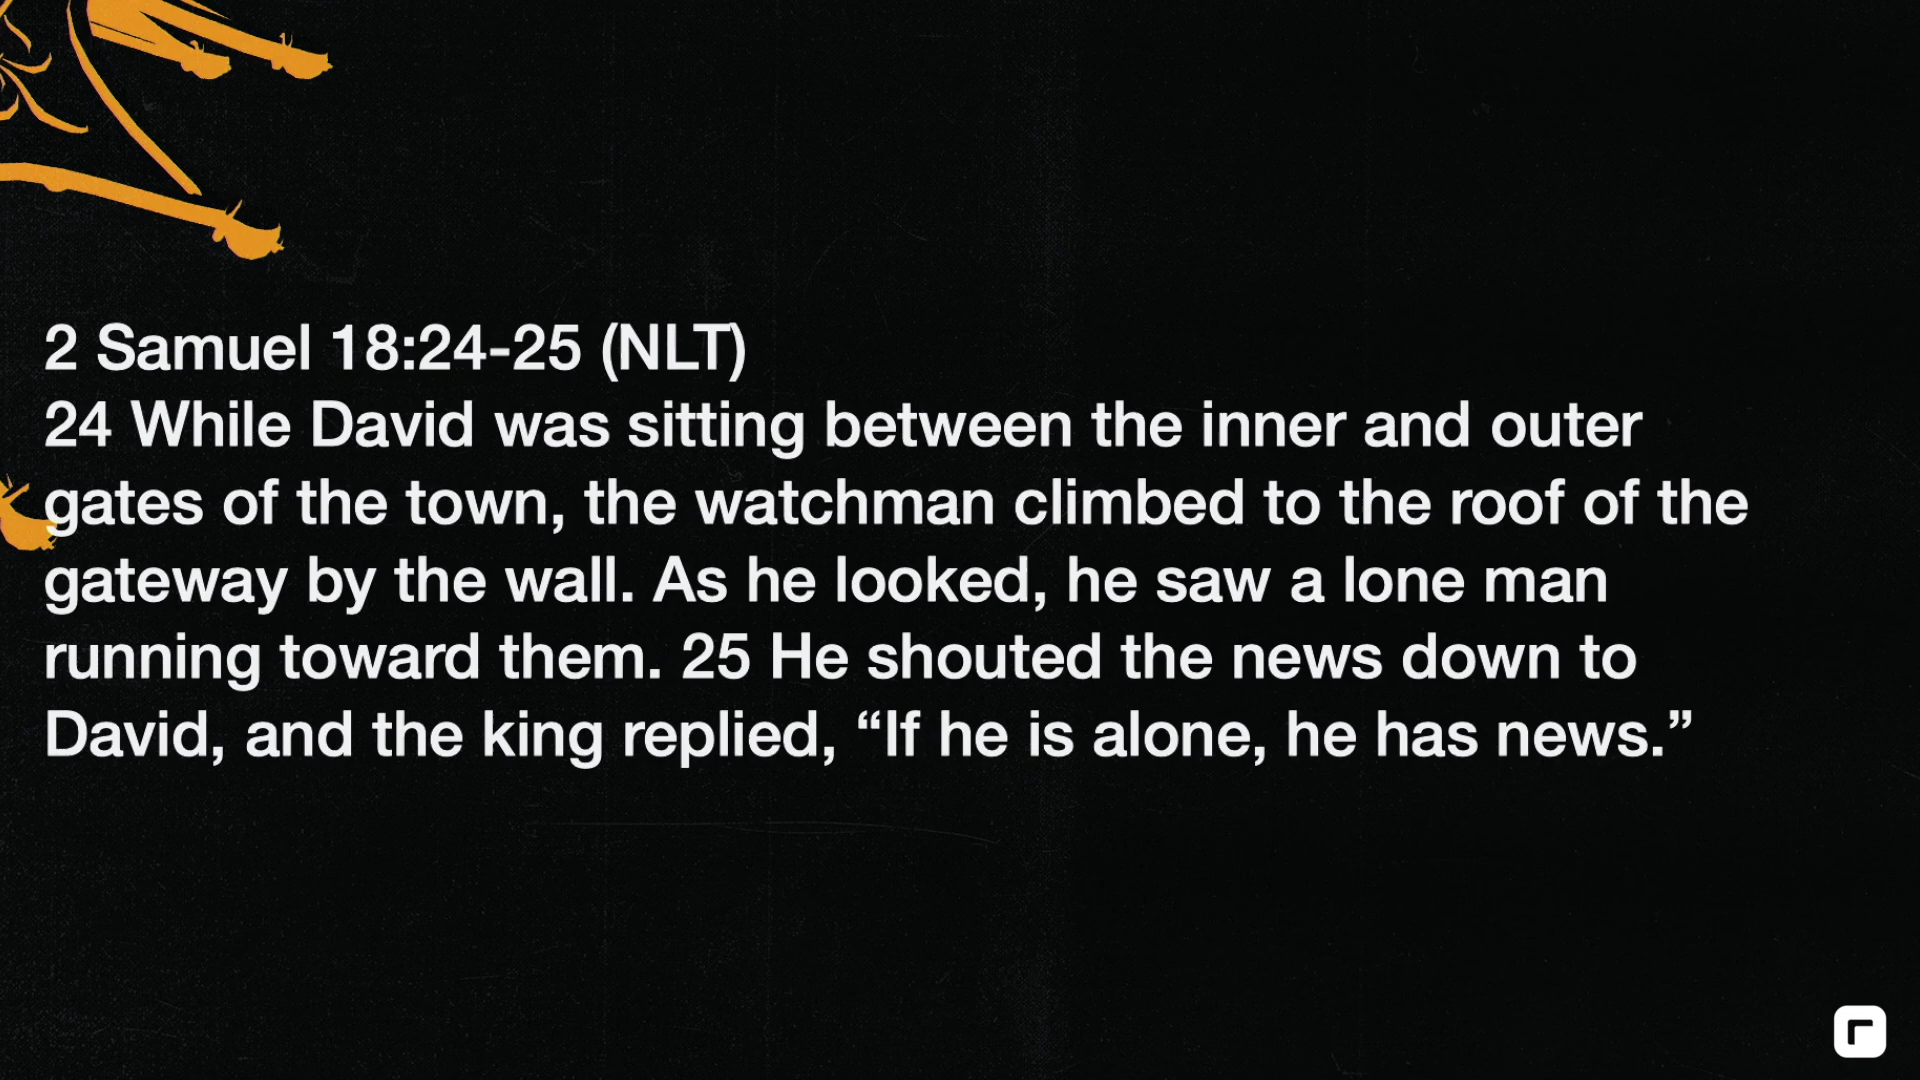 2 Samuel 18:24-25 (NLT)
24 While David was sitting between the inner and outer
gates of the town, the watchman climbed to the roof of the
gateway by the wall. As he looked, he saw a lone man
running toward them. 25 He shouted the news down to
David, and the king replied, “If he is alone, he has news.”